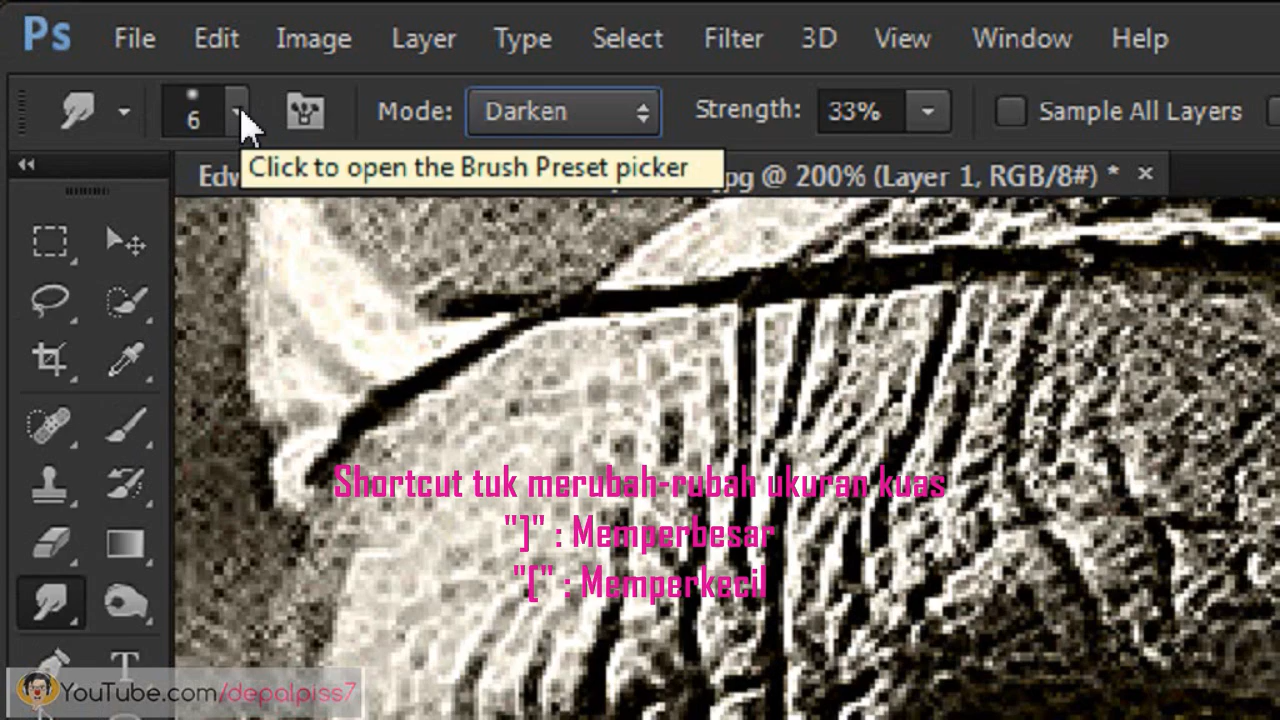 Ps File Edit Image Layer Type Select Filter 3D View Window Help
6 Mode: Darken Strength: 33% Sample All Layers
Click to open the Brush Preset picker
.jpg @ 200% (Layer 1, RGB/8#) * ×
Shortcut tuk merubah-rubah ukuran kuas
"]" : Memperbesar
"[" : Memperkecil
YouTube.com/depalpiss7